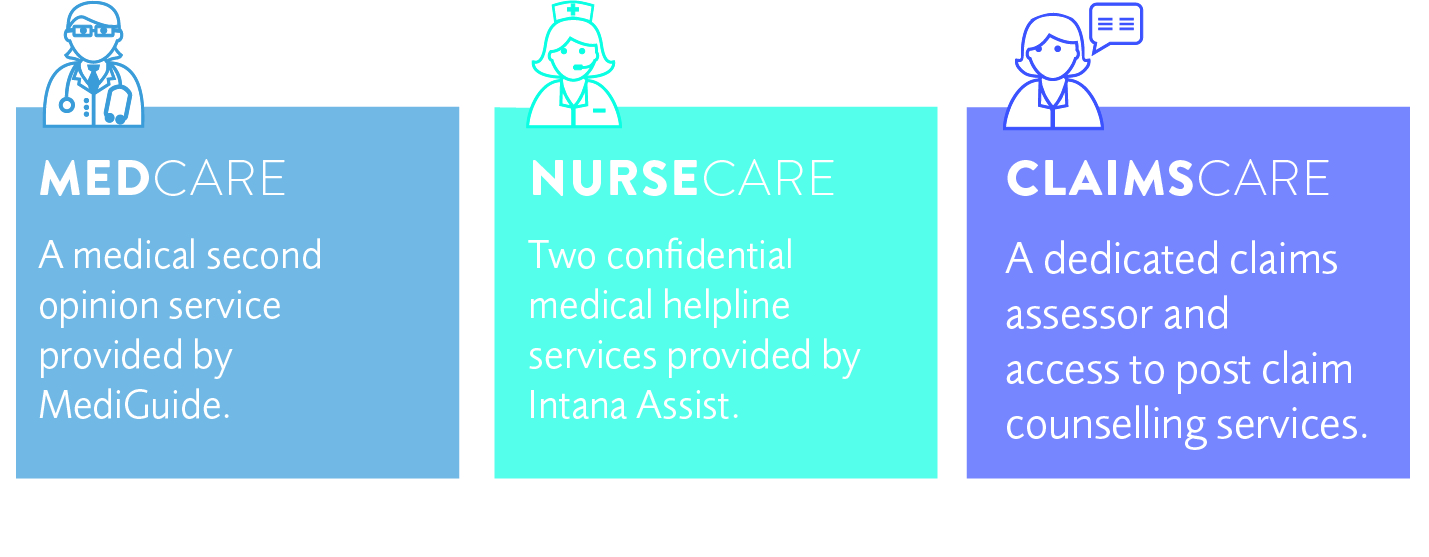 MEDCARE
A medical second
opinion service
provided by
MediGuide.
NURSECARE
Two confidential
medical helpline
services provided by
Intana Assist.
CLAIMSCARE
A dedicated claims
assessor and
access to post claim
counselling services.